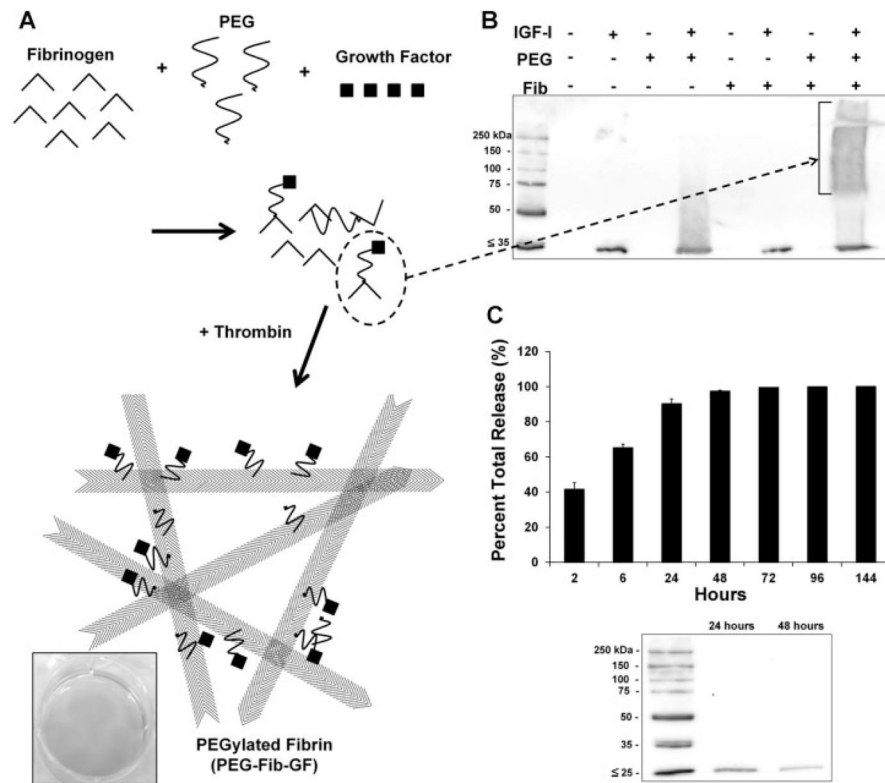 A
PEG
Fibrinogen
+
+
Growth Factor
+ Thrombin
PEGylated Fibrin
(PEG-Fib-GF)
B
IGF-I - + - + - + - +
PEG - - + + - - + +
Fib - - - - + + + +
250 kDa -
150 -
100 -
75 -
50 -
≤ 35
C
Percent Total Release (%)
120
100
80
60
40
20
0
2 6 24 48 72 96 144
Hours
24 hours 48 hours
250 kDa -
150 -
100 -
75 -
50 -
35 -
≤ 25 -